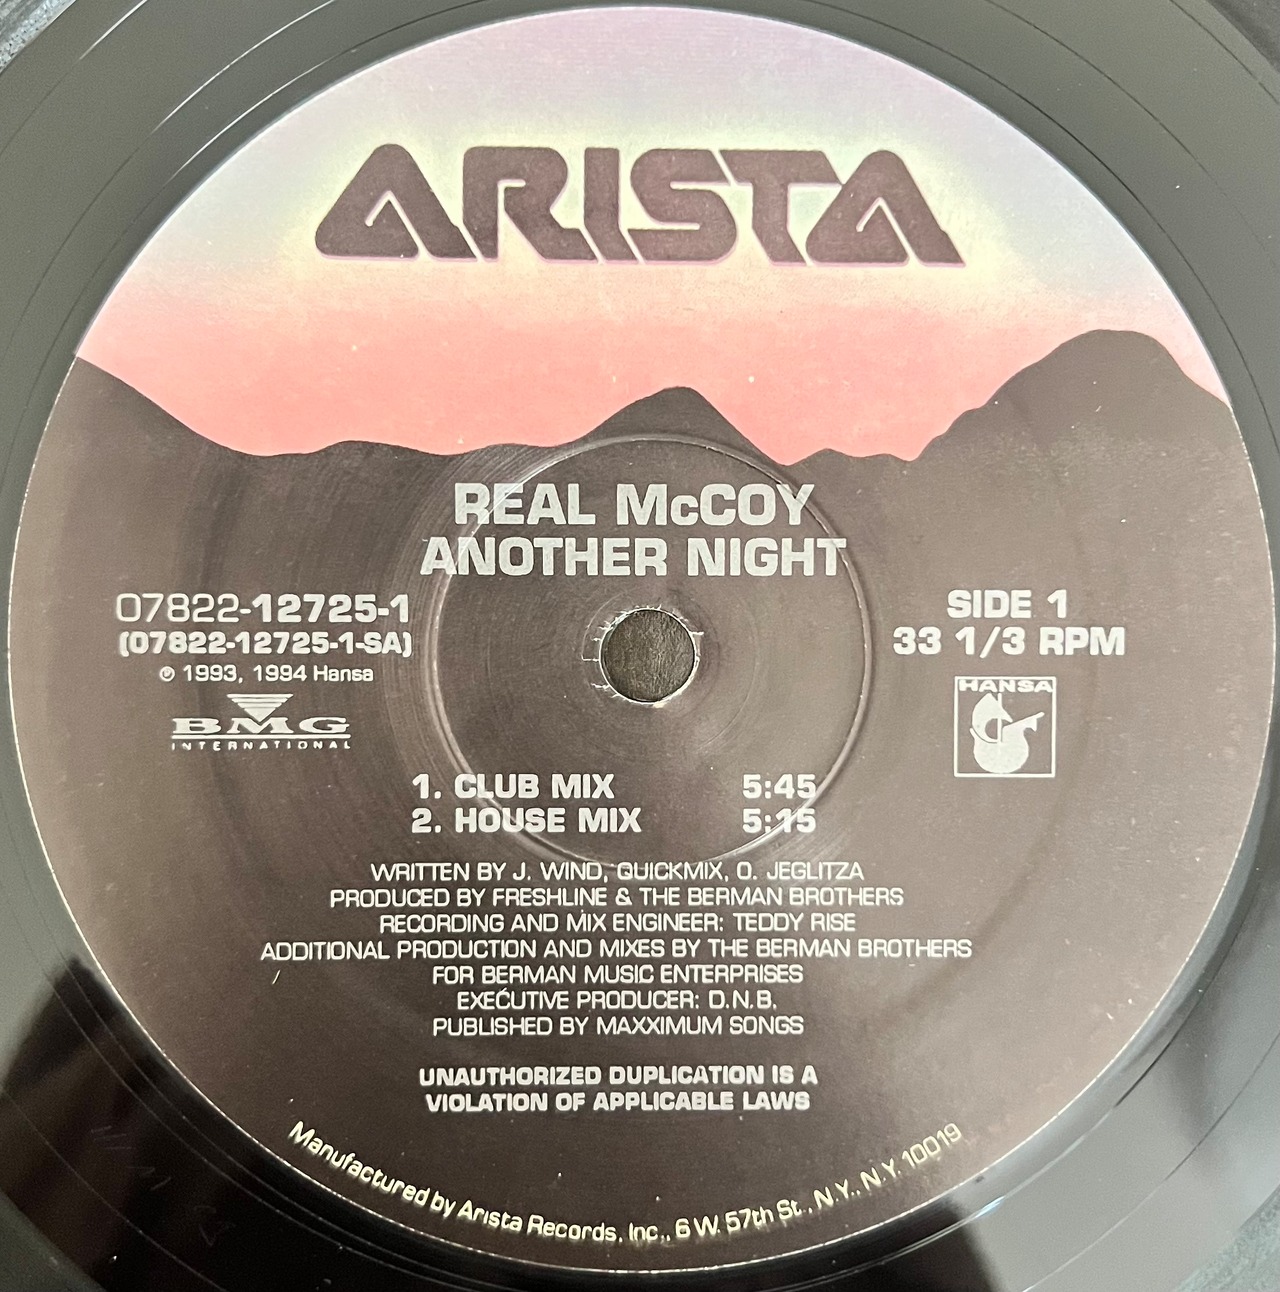 ARISTA
REAL McCOY
ANOTHER NIGHT
07822-12725-1
(07822-12725-1-SA)
℗ 1993, 1994 Hansa
BMG
INTERNATIONAL
SIDE 1
33 1/3 RPM
HANSA
1. CLUB MIX 5:45
2. HOUSE MIX 5:15
WRITTEN BY J. WIND, QUICKMIX, O. JEGLITZA
PRODUCED BY FRESHLINE & THE BERMAN BROTHERS
RECORDING AND MIX ENGINEER: TEDDY RISE
ADDITIONAL PRODUCTION AND MIXES BY THE BERMAN BROTHERS
FOR BERMAN MUSIC ENTERPRISES
EXECUTIVE PRODUCER: D.N.B.
PUBLISHED BY MAXXIMUM SONGS
UNAUTHORIZED DUPLICATION IS A
VIOLATION OF APPLICABLE LAWS
Manufactured by Arista Records, Inc., 6 W. 57th St., N.Y., N.Y. 10019